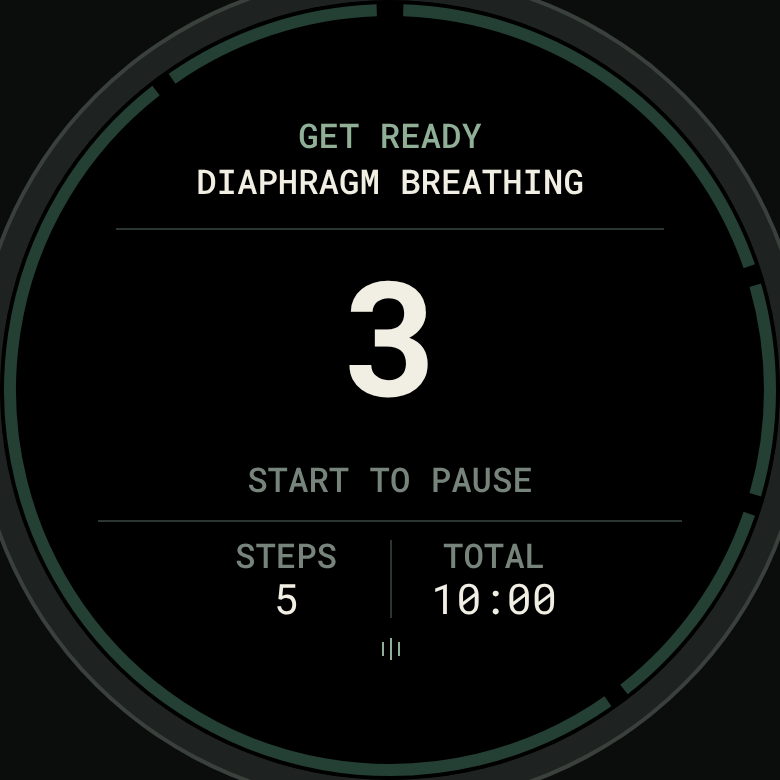 GET READY
DIAPHRAGM BREATHING
3
START TO PAUSE
STEPS TOTAL
5 10:00